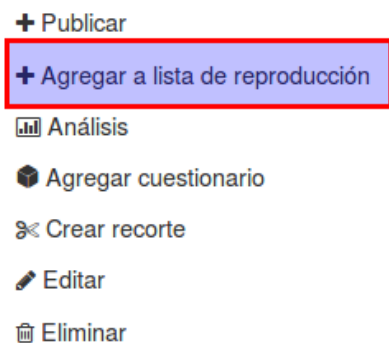 Publicar
Agregar a lista de reproducción
Análisis
Agregar cuestionario
Crear recorte
Editar
Eliminar